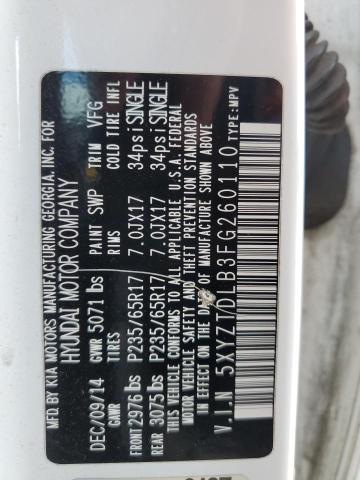 MFD. BY KIA MOTORS MANUFACTURING GEORGIA, INC. FOR
HYUNDAI MOTOR COMPANY
DEC/09/14 GVWR 5071 lbs PAINT SWP TRIM VFG
GAWR TIRES RIMS COLD TIRE INFL
FRONT 2976 lbs P235/65R17 7.0JX17 34psi SINGLE
REAR 3075 lbs P235/65R17 7.0JX17 34psi SINGLE
THIS VEHICLE CONFORMS TO ALL APPLICABLE U.S.A. FEDERAL
MOTOR VEHICLE SAFETY/THEFT PREVENTION STANDARDS
IN EFFECT ON THE DATE OF MANUFACTURE SHOWN ABOVE.
V.I.N 5XYZTDLB3FG260110 TYPE:MPV